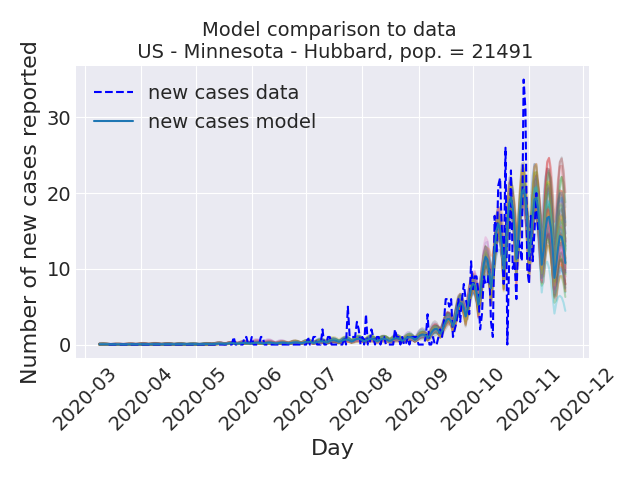 Model comparison to data
US - Minnesota - Hubbard, pop. = 21491
Number of new cases reported
new cases data
new cases model
30
20
10
0
2020-03
2020-04
2020-05
2020-06
2020-07
2020-08
2020-09
2020-10
2020-11
2020-12
Day